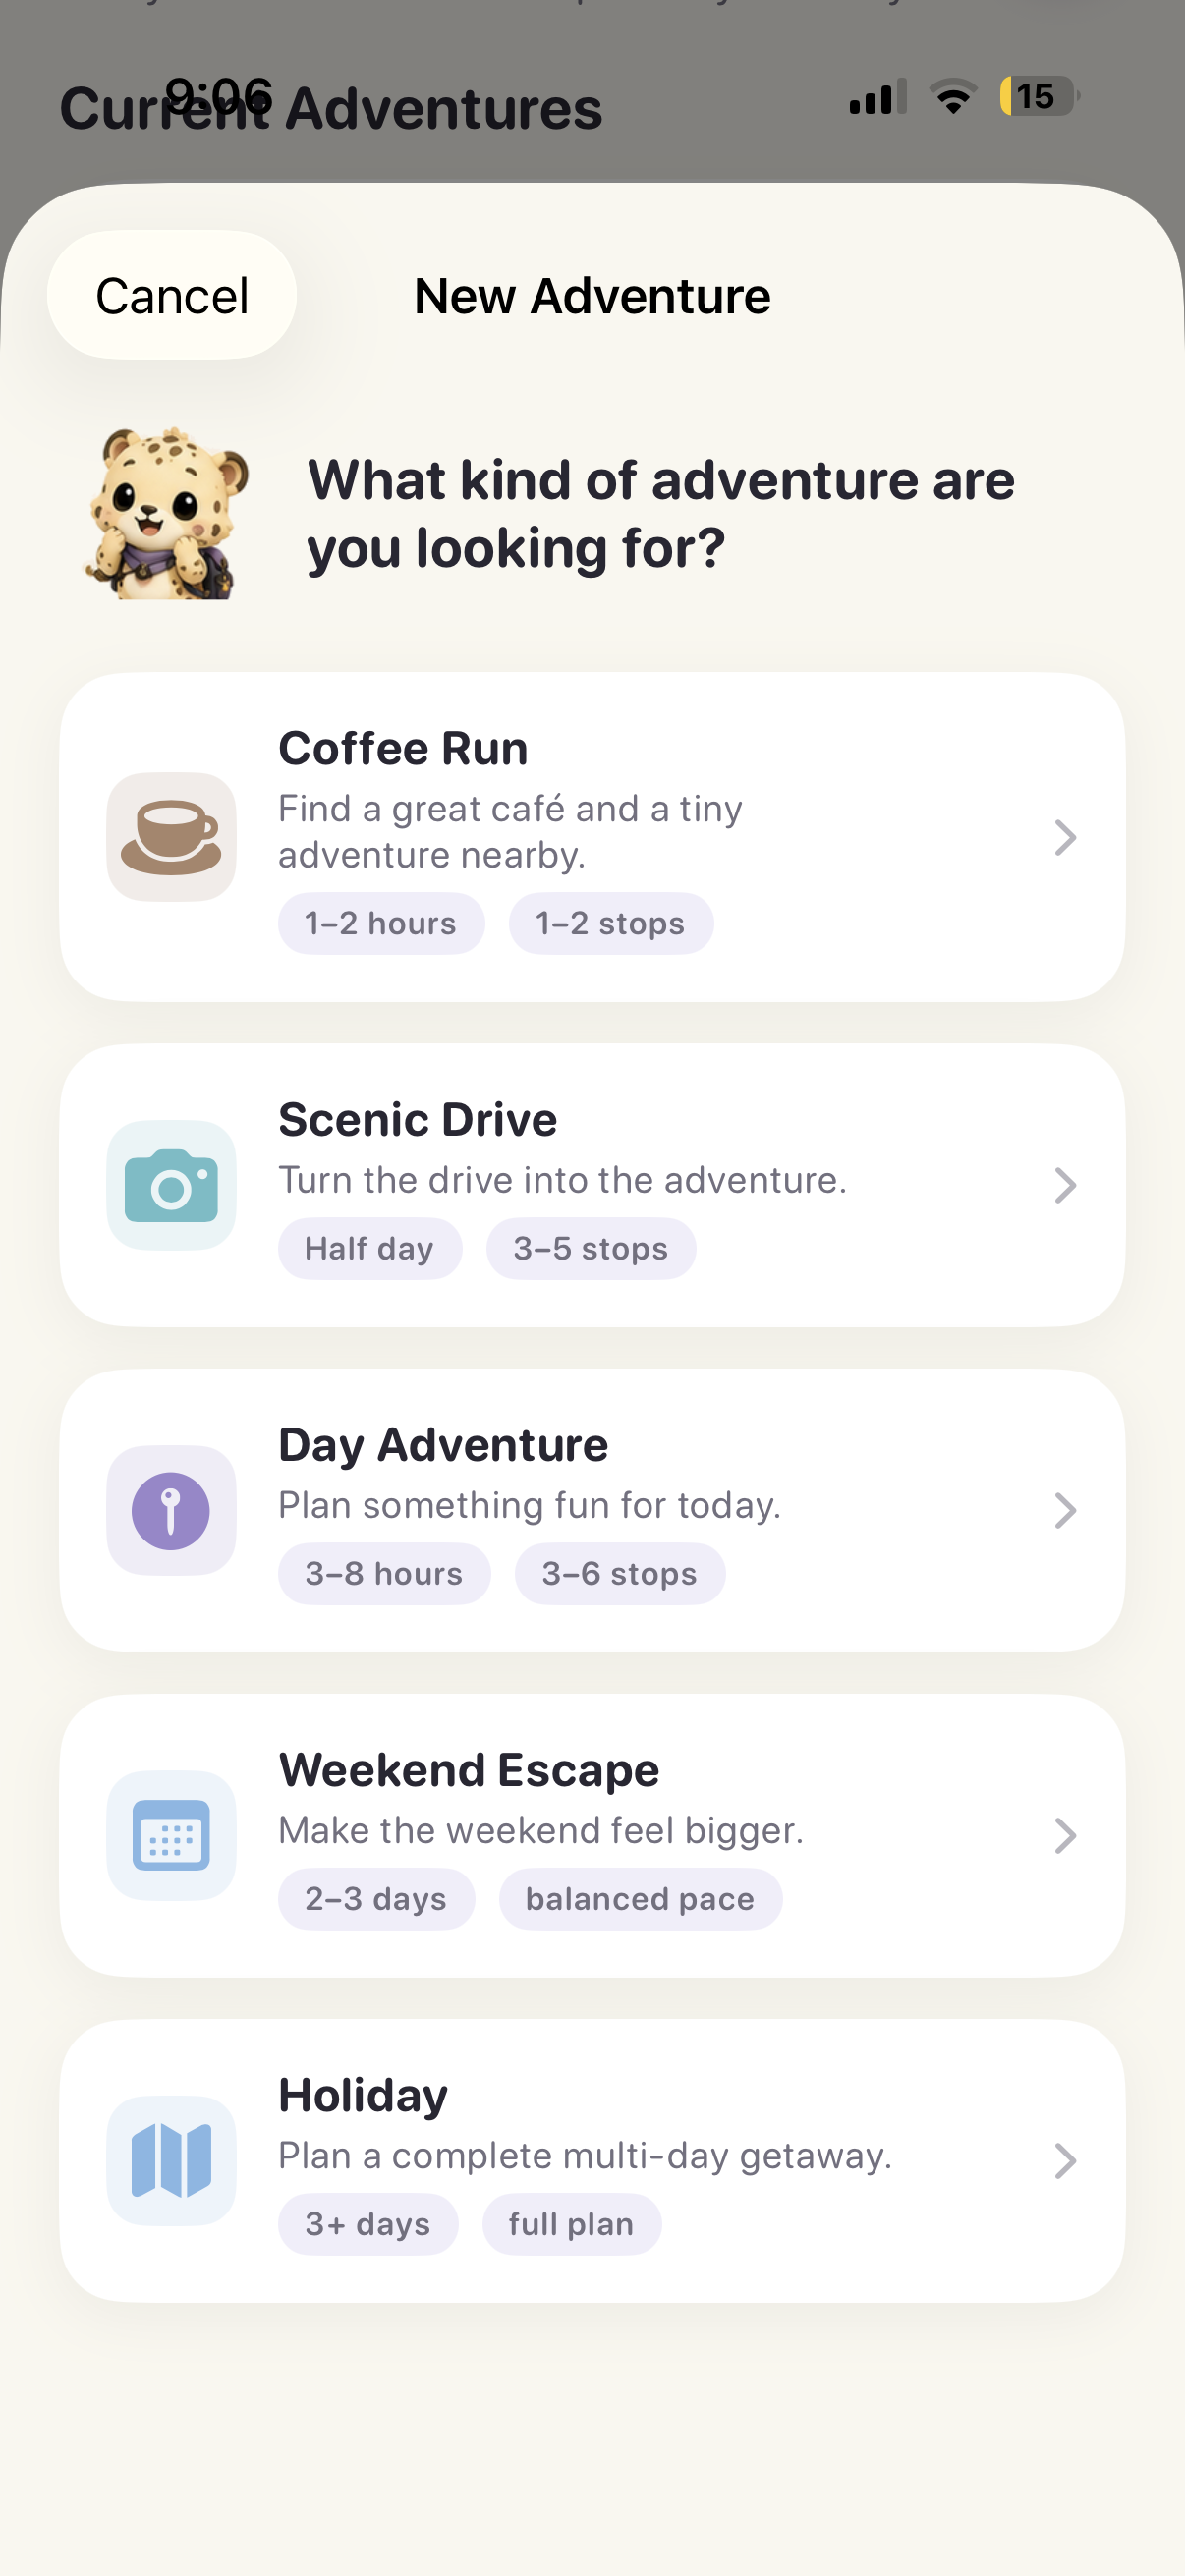 9:06
15
Current Adventures
Cancel
New Adventure
What kind of adventure are
you looking for?
Coffee Run
Find a great café and a tiny
adventure nearby.
1–2 hours
1–2 stops
Scenic Drive
Turn the drive into the adventure.
Half day
3–5 stops
Day Adventure
Plan something fun for today.
3–8 hours
3–6 stops
Weekend Escape
Make the weekend feel bigger.
2–3 days
balanced pace
Holiday
Plan a complete multi-day getaway.
3+ days
full plan